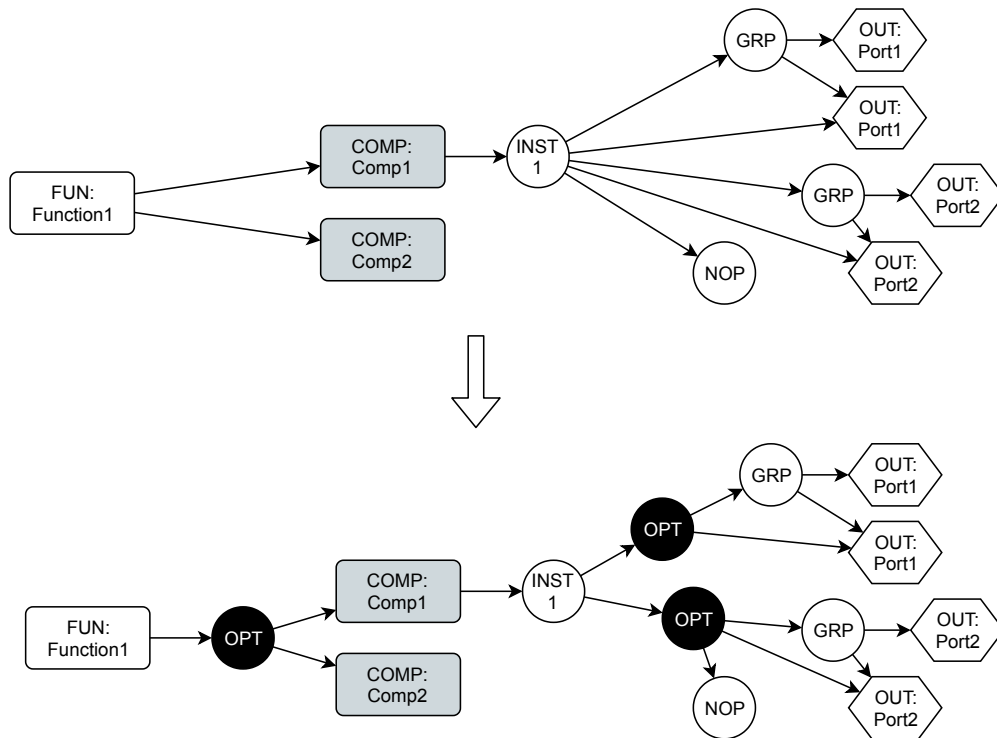 GRP
OUT:
Port1
OUT:
Port1
COMP:
Comp1
INST
1
FUN:
Function1
GRP
OUT:
Port2
COMP:
Comp2
NOP
OUT:
Port2
GRP
OUT:
Port1
OPT
OUT:
Port1
COMP:
Comp1
INST
1
FUN:
Function1
OPT
OPT
GRP
OUT:
Port2
COMP:
Comp2
NOP
OUT:
Port2